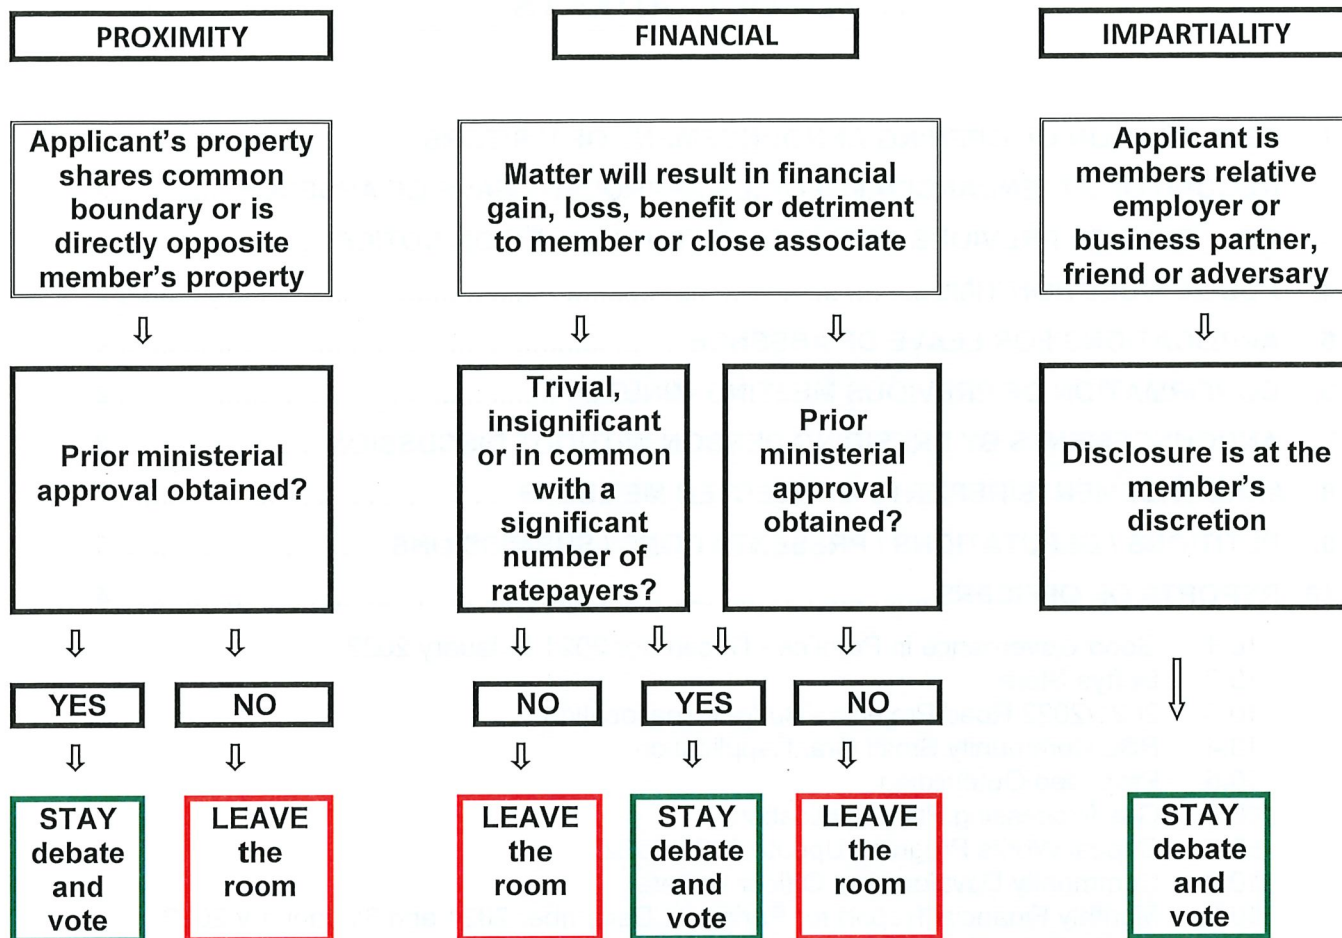 PROXIMITY
FINANCIAL
IMPARTIALITY
Applicant's property
shares common
boundary or is
directly opposite
member's property
Matter will result in financial
gain, loss, benefit or detriment
to member or close associate
Applicant is
members relative
employer or
business partner,
friend or adversary
Prior ministerial
approval obtained?
Trivial,
insignificant
or in common
with a
significant
number of
ratepayers?
Prior
ministerial
approval
obtained?
Disclosure is at the
member's
discretion
YES
NO
NO
YES
NO
STAY
debate
and
vote
LEAVE
the
room
LEAVE
the
room
STAY
debate
and
vote
LEAVE
the
room
STAY
debate
and
vote